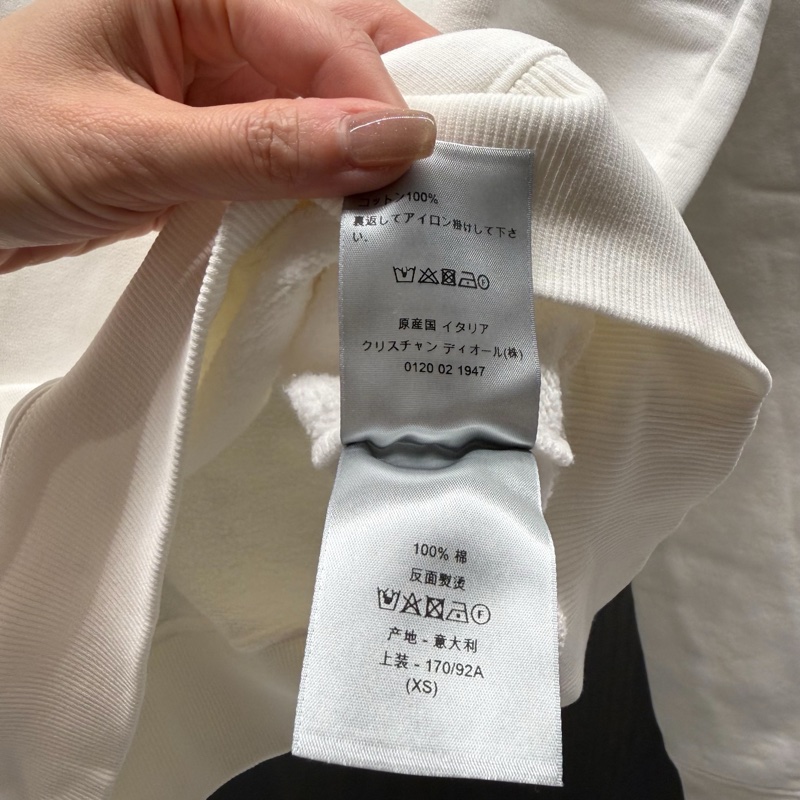 コットン100%
裏返してアイロン掛けして下さ
い。
原産国 イタリア
クリスチャン ディオール(株)
0120 02 1947
100% 棉
反面熨烫
F
产地 - 意大利
上装 - 170/92A
(XS)